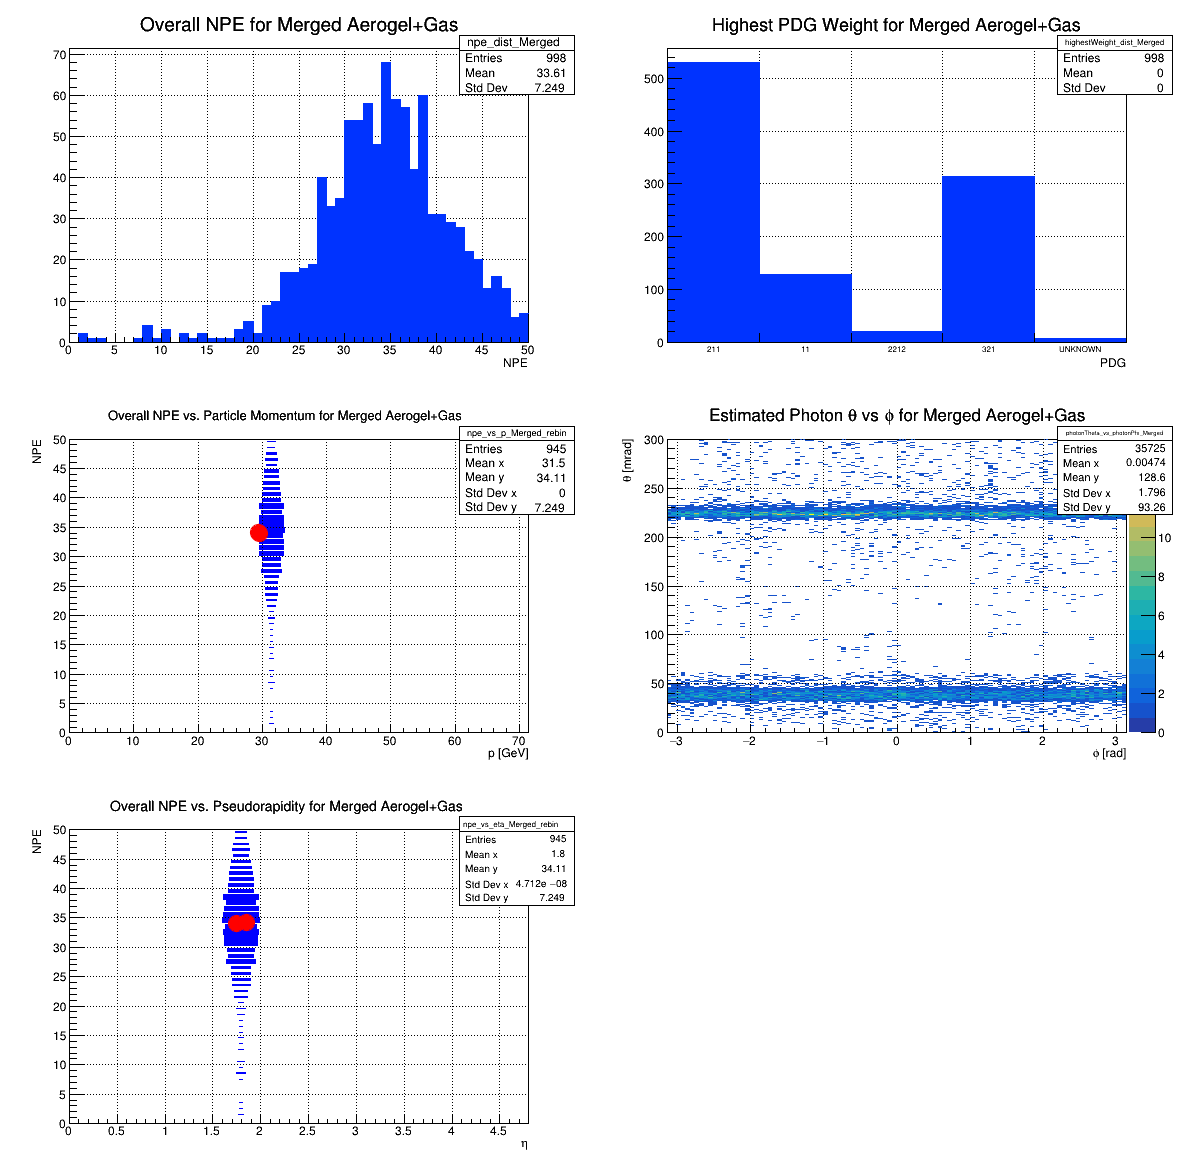 Overall NPE for Merged Aerogel+Gas
npe_dist_Merged
Entries 998
Mean 33.61
Std Dev 7.249
70
60
50
40
30
20
10
0
0 5 10 15 20 25 30 35 40 45 50
NPE
Highest PDG Weight for Merged Aerogel+Gas
highestWeight_dist_Merged
Entries 998
Mean 0
Std Dev 0
500
400
300
200
100
0
211 11 2212 321 UNKNOWN
PDG
Overall NPE vs. Particle Momentum for Merged Aerogel+Gas
npe_vs_p_Merged_rebin
Entries 945
Mean x 31.5
Mean y 34.11
Std Dev x 0
Std Dev y 7.249
NPE
50
45
40
35
30
25
20
15
10
5
0
0 10 20 30 40 50 60 70
p [GeV]
Estimated Photon θ vs ϕ for Merged Aerogel+Gas
photonTheta_vs_photonPhi_Merged
Entries 35725
Mean x 0.00474
Mean y 128.6
Std Dev x 1.796
Std Dev y 93.26
θ [mrad]
300
250
200
150
100
50
0
−3 −2 −1 0 1 2 3
ϕ [rad]
10
8
6
4
2
0
Overall NPE vs. Pseudorapidity for Merged Aerogel+Gas
npe_vs_eta_Merged_rebin
Entries 945
Mean x 1.8
Mean y 34.11
Std Dev x 4.712e −08
Std Dev y 7.249
NPE
50
45
40
35
30
25
20
15
10
5
0
0 0.5 1 1.5 2 2.5 3 3.5 4 4.5
η